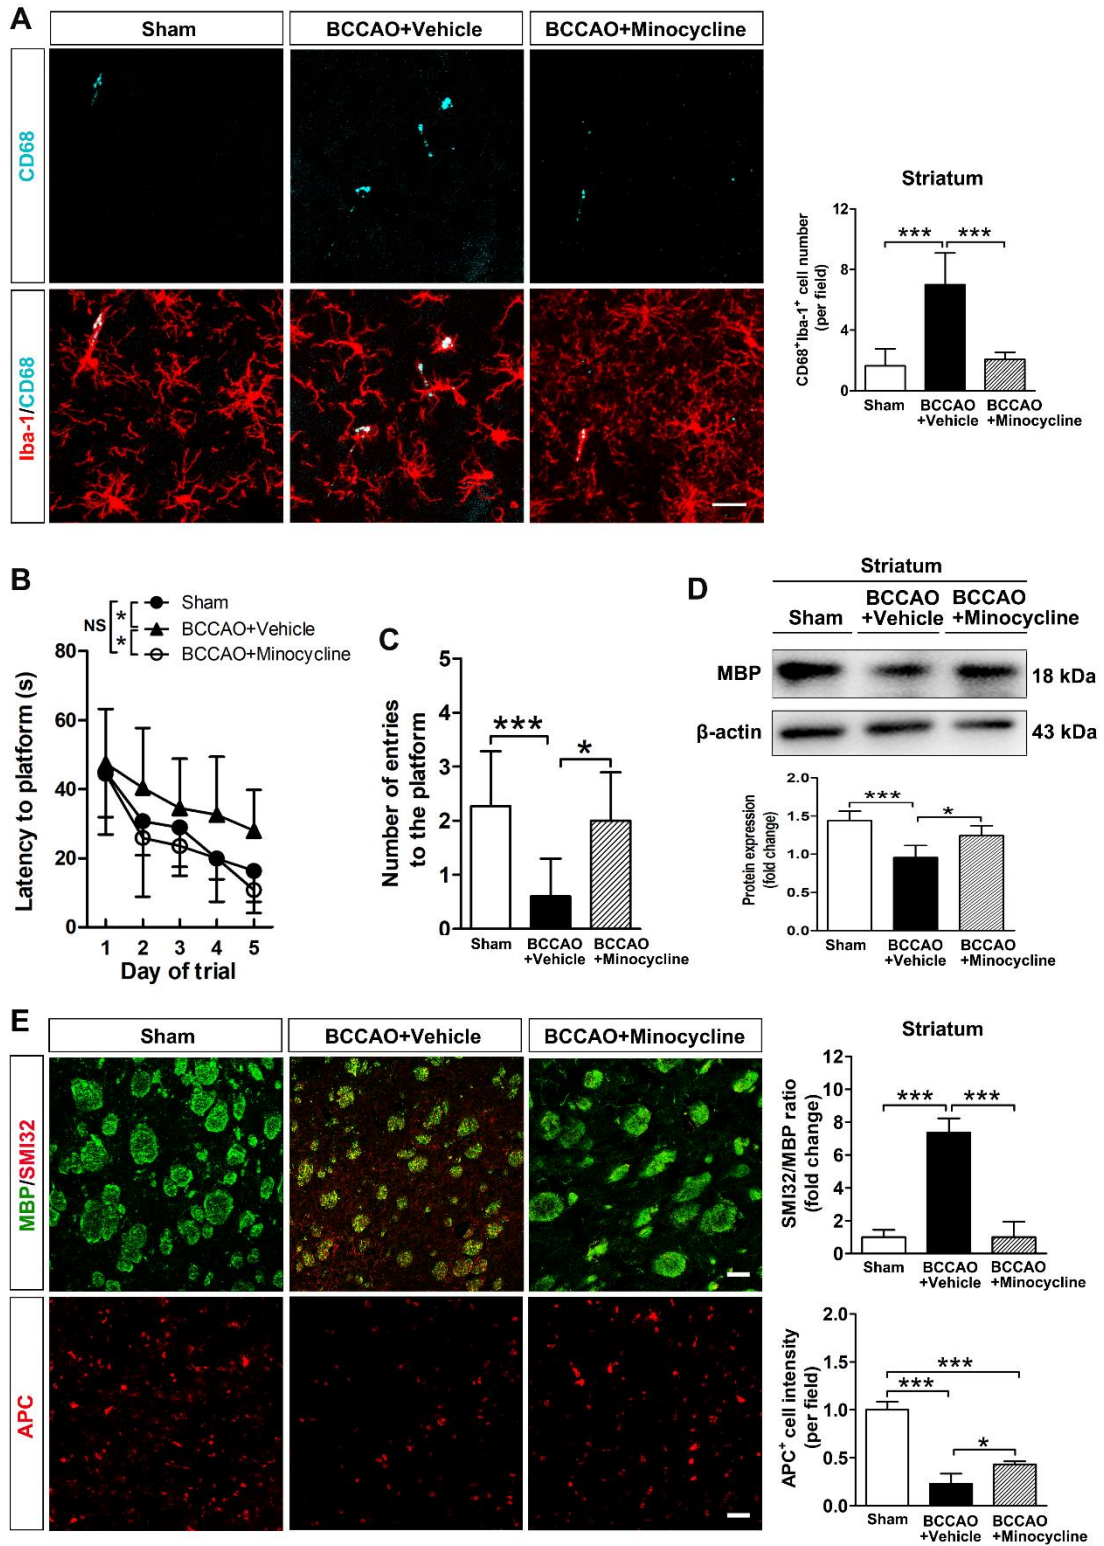 A
Sham
BCCAO+Vehicle
BCCAO+Minocycline
CD68
Iba-1/CD68
Striatum
CD68⁺Iba-1⁺ cell number
(per field)
12
8
4
0
***
***
Sham
BCCAO
+Vehicle
BCCAO
+Minocycline
B
NS
*
*
Sham
BCCAO+Vehicle
BCCAO+Minocycline
Latency to platform (s)
80
60
40
20
0
1 2 3 4 5
Day of trial
C
Number of entries
to the platform
5
4
3
2
1
0
***
*
Sham
BCCAO
+Vehicle
BCCAO
+Minocycline
D
Striatum
Sham
BCCAO
+Vehicle
BCCAO
+Minocycline
MBP
18 kDa
β-actin
43 kDa
Protein expression
(fold change)
2.0
1.5
1.0
0.5
0.0
***
*
Sham
BCCAO
+Vehicle
BCCAO
+Minocycline
E
Sham
BCCAO+Vehicle
BCCAO+Minocycline
MBP/SMI32
APC
Striatum
SMI32/MBP ratio
(fold change)
12
10
8
6
4
2
0
***
***
Sham
BCCAO
+Vehicle
BCCAO
+Minocycline
APC⁺ cell intensity
(per field)
2.0
1.5
1.0
0.5
0.0
***
***
*
Sham
BCCAO
+Vehicle
BCCAO
+Minocycline